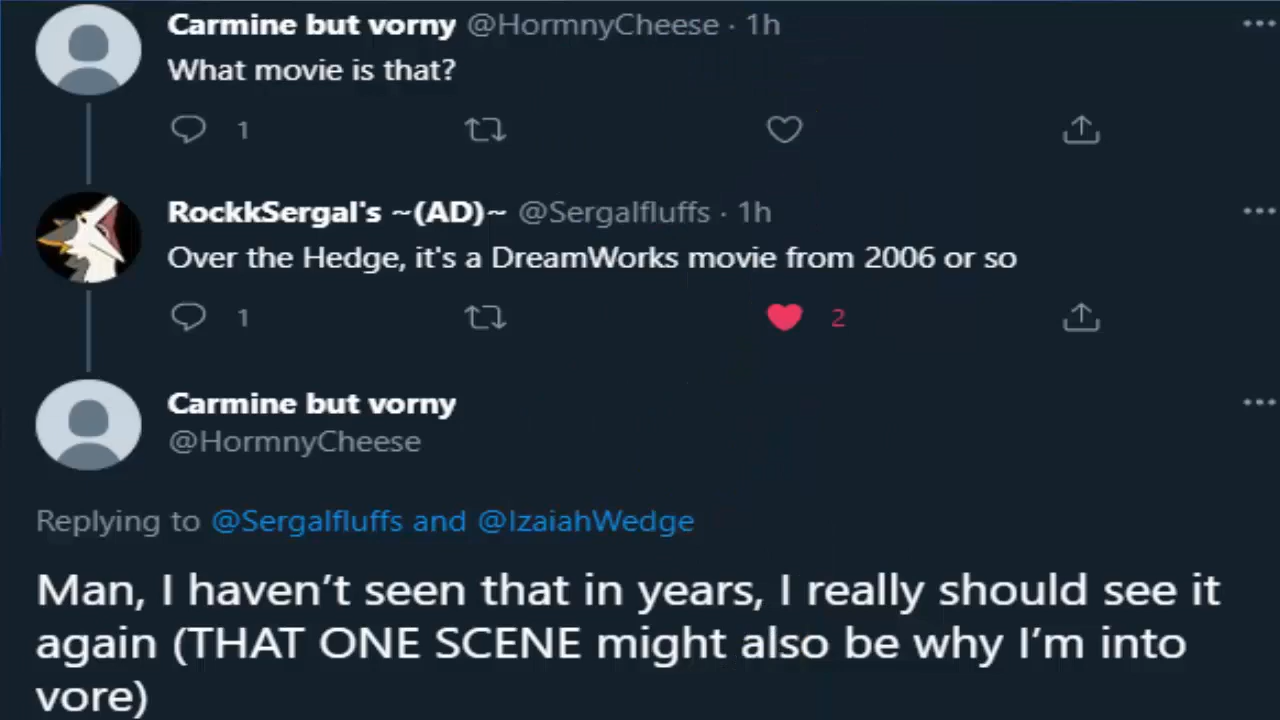 Carmine but vorny @HormnyCheese · 1h
What movie is that?
1
RockkSergal's ~(AD)~ @Sergalfluffs · 1h
Over the Hedge, it's a DreamWorks movie from 2006 or so
1 2
Carmine but vorny
@HormnyCheese
Replying to @Sergalfluffs and @IzaiahWedge
Man, I haven’t seen that in years, I really should see it
again (THAT ONE SCENE might also be why I’m into
vore)